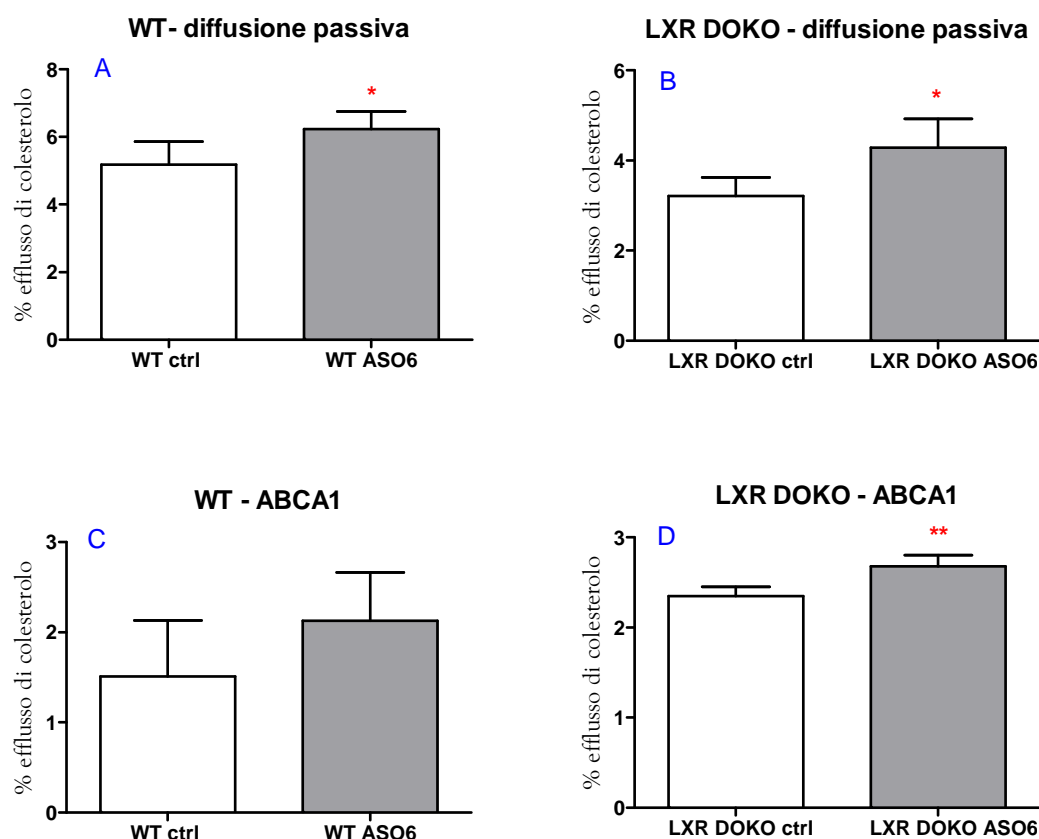 WT- diffusione passiva
A
*
% efflusso di colesterolo
8
6
4
2
0
WT ctrl
WT ASO6
LXR DOKO - diffusione passiva
B
*
% efflusso di colesterolo
6
4
2
0
LXR DOKO ctrl
LXR DOKO ASO6
WT - ABCA1
C
% efflusso di colesterolo
3
2
1
0
WT ctrl
WT ASO6
LXR DOKO - ABCA1
D
**
% efflusso di colesterolo
3
2
1
0
LXR DOKO ctrl
LXR DOKO ASO6